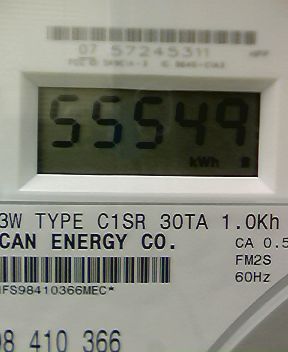 07 57245311
55549
kWh
3W TYPE C1SR 30TA 1.0Kh
CAN ENERGY CO.
CA 0.5
FM2S
60Hz
IFS98410366MEC*
98 410 366